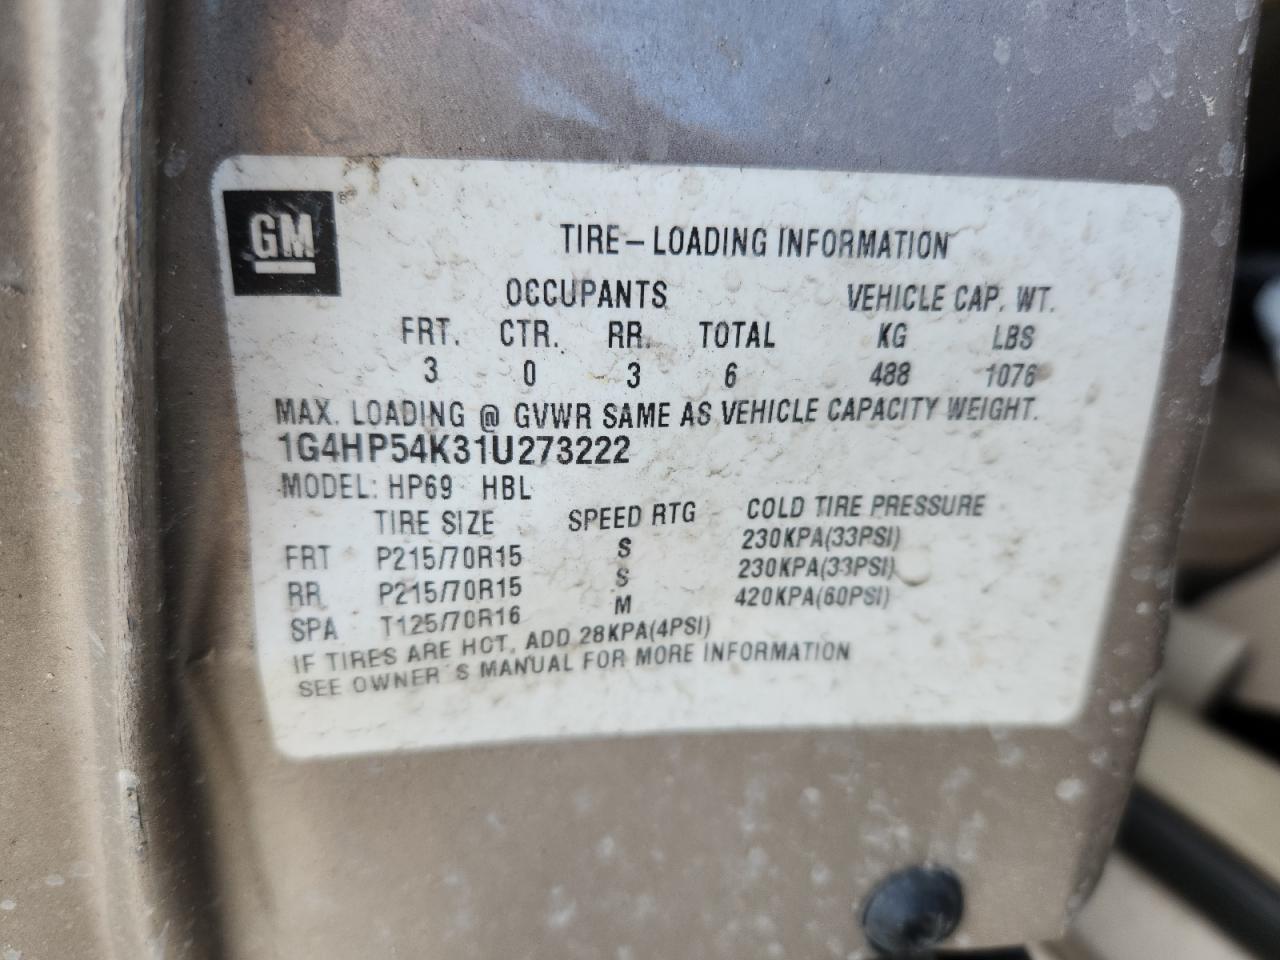 GM
TIRE-LOADING INFORMATION
OCCUPANTS VEHICLE CAP. WT.
FRT. CTR. RR. TOTAL KG LBS
3 0 3 6 488 1076
MAX. LOADING @ GVWR SAME AS VEHICLE CAPACITY WEIGHT.
1G4HP54K31U273222
MODEL: HP69 HBL
TIRE SIZE SPEED RTG COLD TIRE PRESSURE
FRT P215/70R15 S 230KPA(33PSI)
RR P215/70R15 S 230KPA(33PSI)
SPA T125/70R16 M 420KPA(60PSI)
IF TIRES ARE HOT, ADD 28KPA(4PSI)
SEE OWNER'S MANUAL FOR MORE INFORMATION